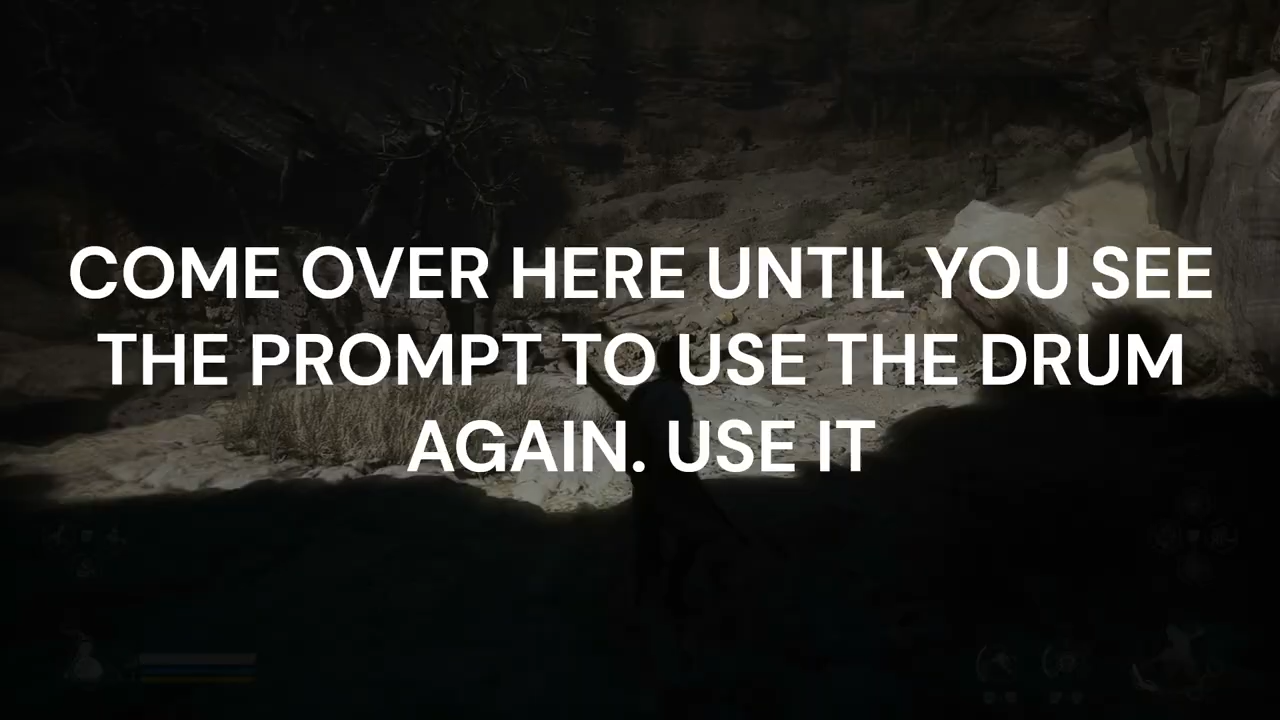 COME OVER HERE UNTIL YOU SEE
THE PROMPT TO USE THE DRUM
AGAIN. USE IT